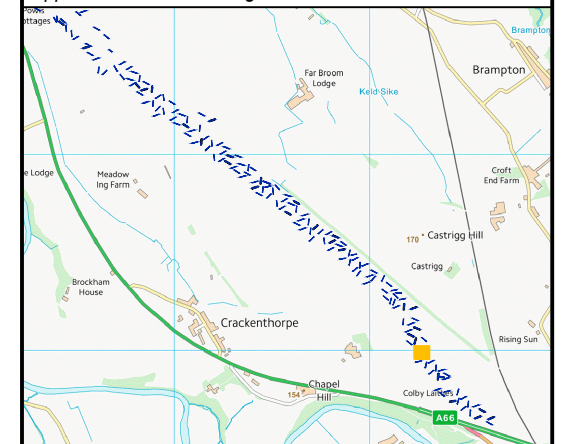 Brampton
ottages
Brampton
Far Broom
Lodge
Keld Sike
e Lodge
Meadow
Ing Farm
Croft
End Farm
170
Castrigg Hill
Castrigg
Brockham
House
Crackenthorpe
Rising Sun
Chapel
Hill
154
Colby Laithes
A66